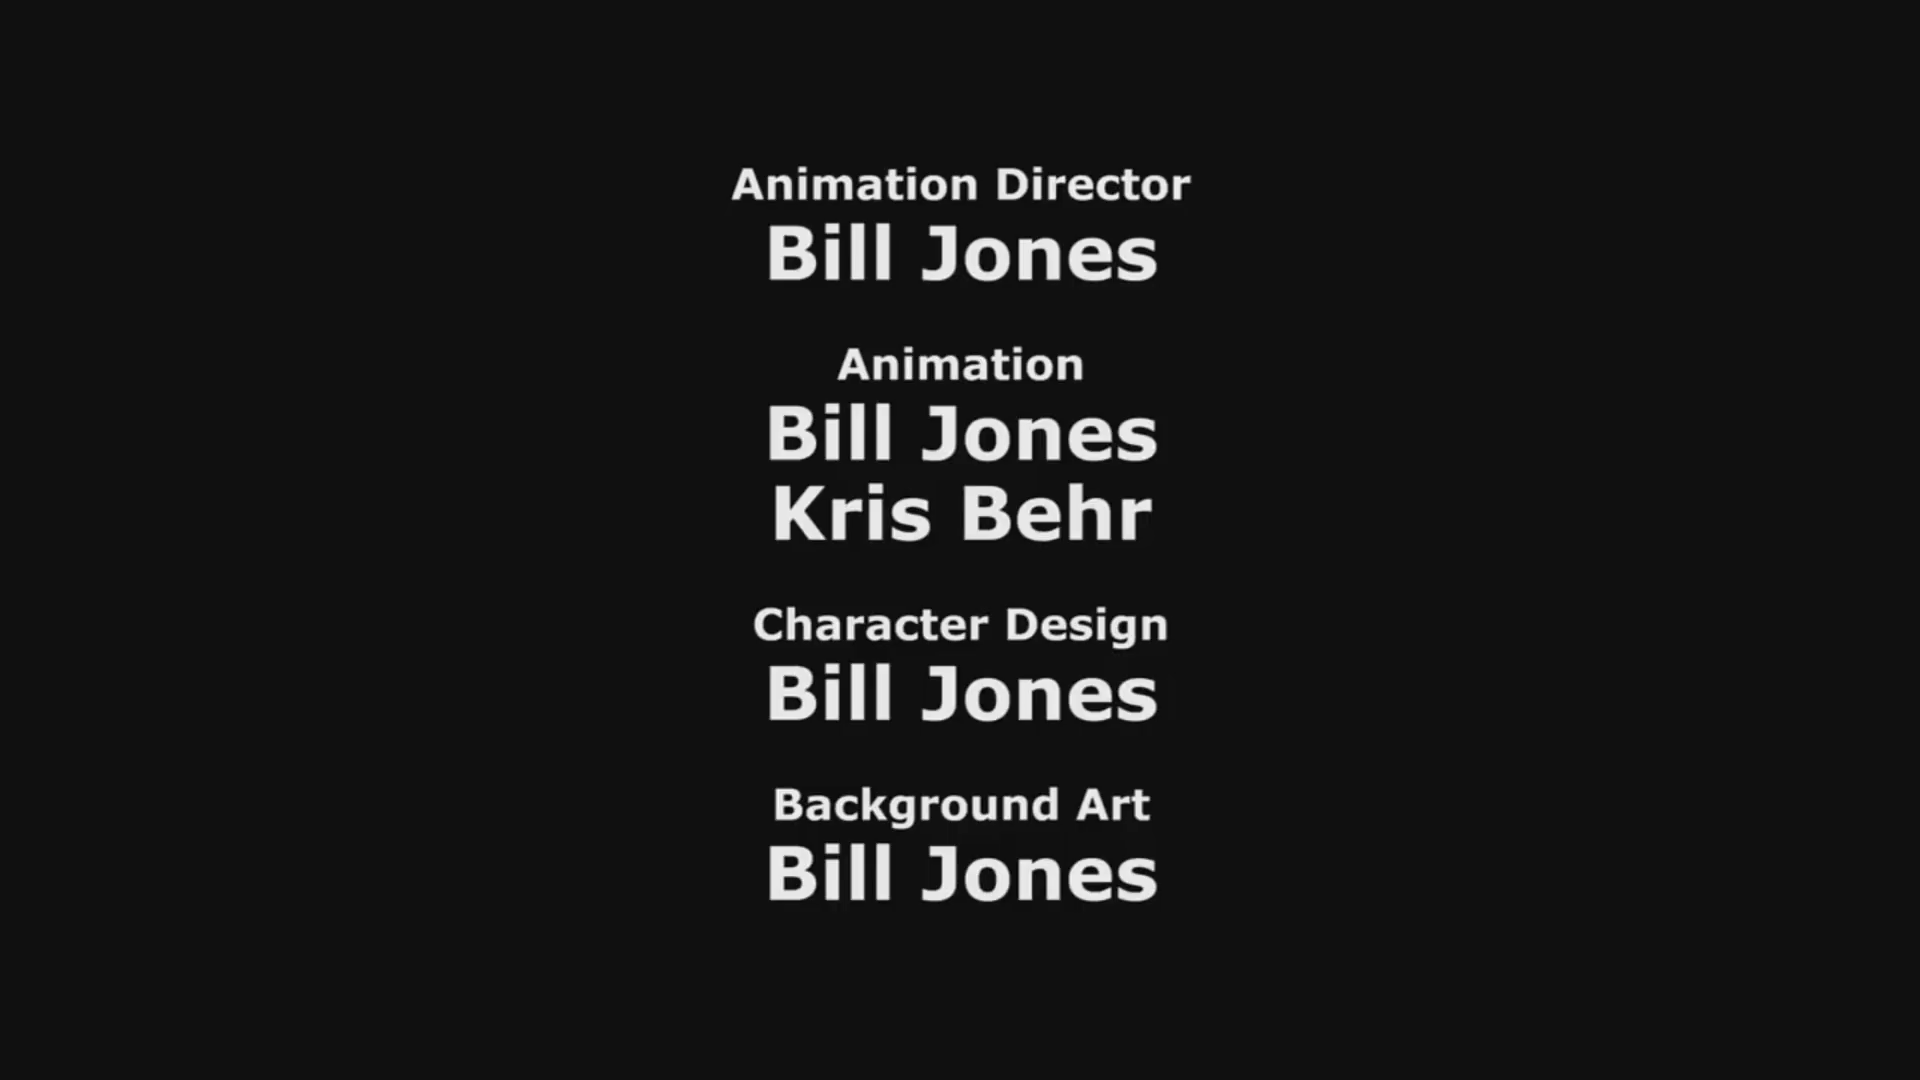 Animation Director
Bill Jones
Animation
Bill Jones
Kris Behr
Character Design
Bill Jones
Background Art
Bill Jones